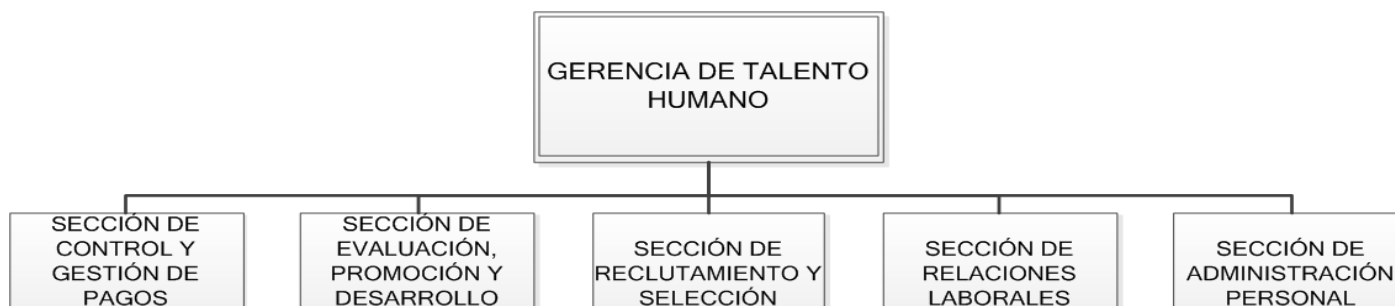 GERENCIA DE TALENTO
HUMANO
SECCIÓN DE
CONTROL Y
GESTIÓN DE
PAGOS
SECCIÓN DE
EVALUACIÓN,
PROMOCIÓN Y
DESARROLLO
SECCIÓN DE
RECLUTAMIENTO Y
SELECCIÓN
SECCIÓN DE
RELACIONES
LABORALES
SECCIÓN DE
ADMINISTRACIÓN
PERSONAL